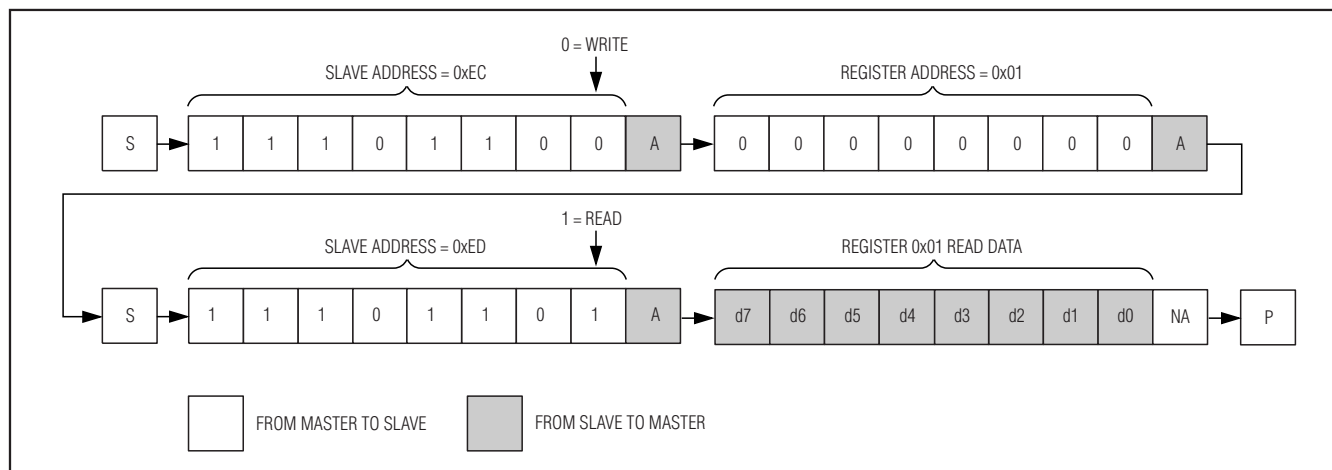 0 = WRITE
SLAVE ADDRESS = 0xEC
REGISTER ADDRESS = 0x01
S 1 1 1 0 1 1 0 0 A 0 0 0 0 0 0 0 0 A
1 = READ
SLAVE ADDRESS = 0xED
REGISTER 0x01 READ DATA
S 1 1 1 0 1 1 0 1 A d7 d6 d5 d4 d3 d2 d1 d0 NA P
FROM MASTER TO SLAVE
FROM SLAVE TO MASTER